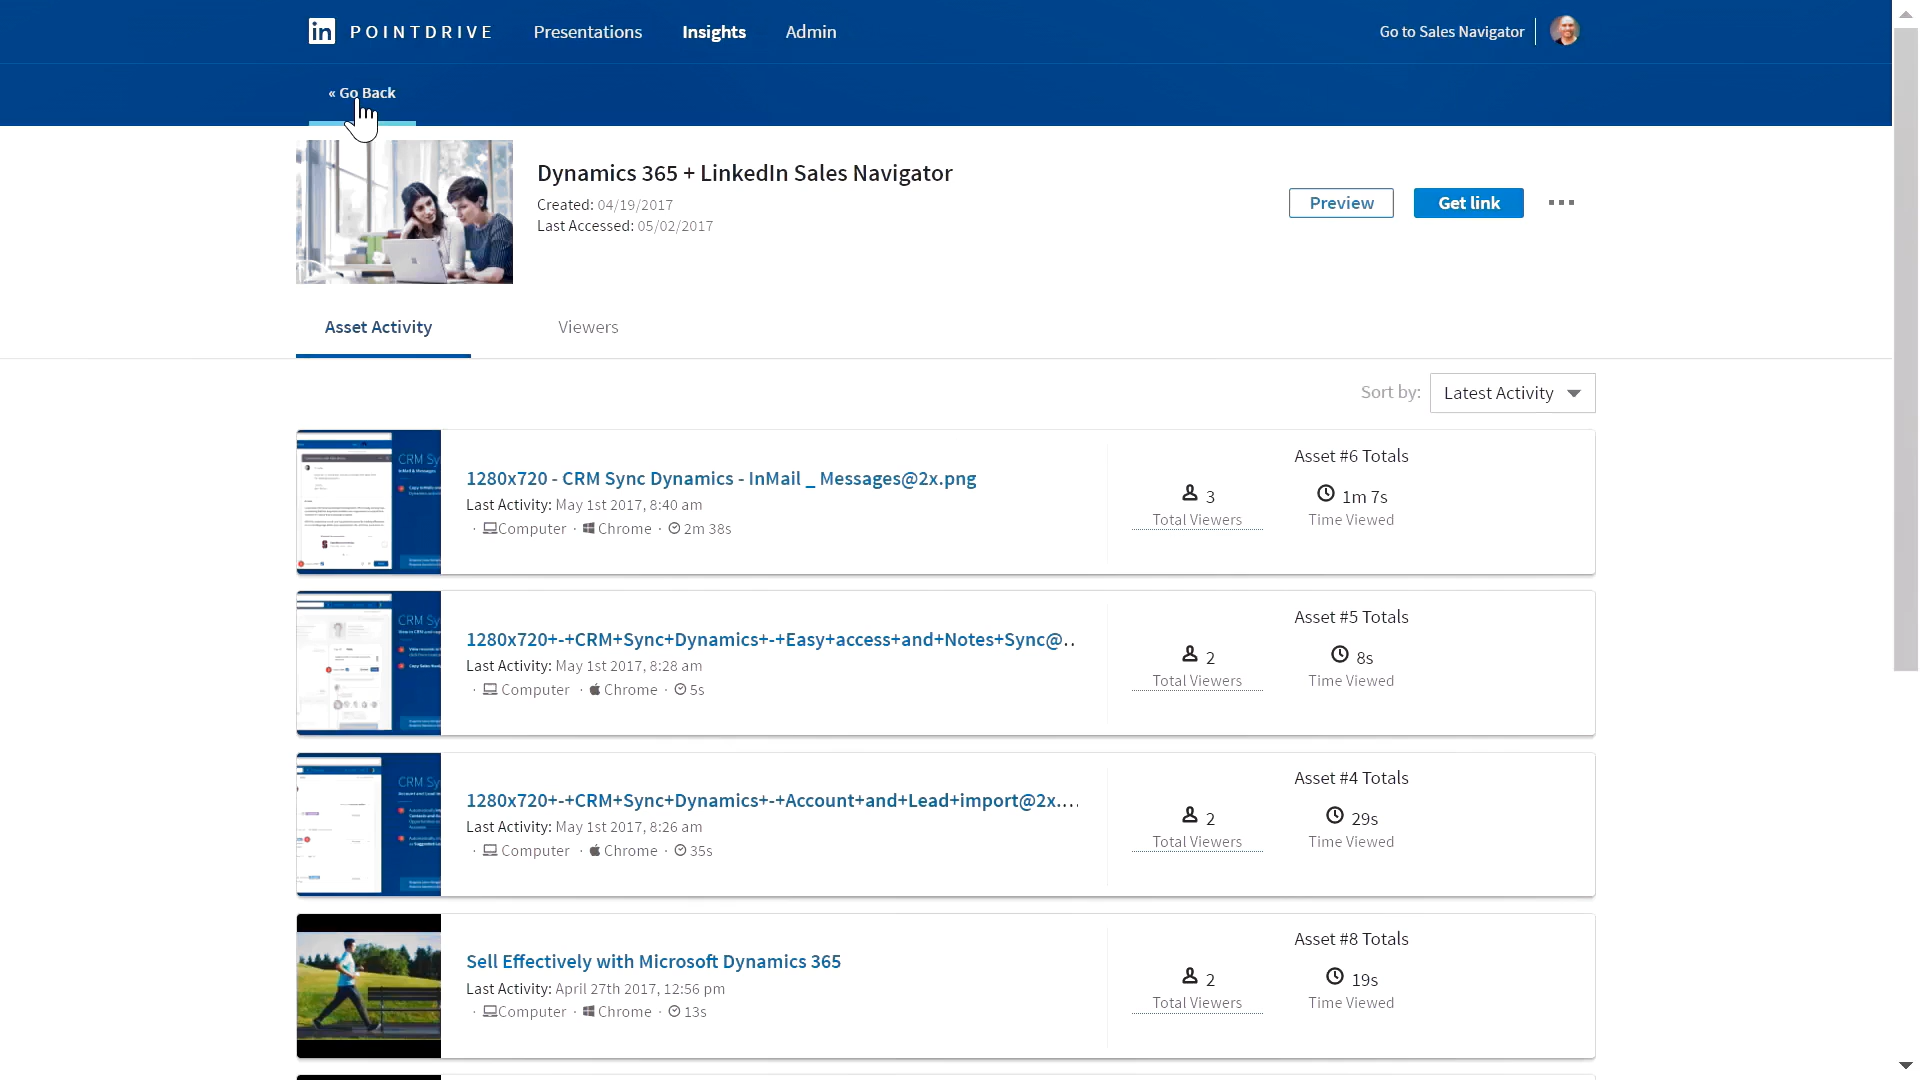 in POINTDRIVE Presentations Insights Admin Go to Sales Navigator
« Go Back
Dynamics 365 + LinkedIn Sales Navigator
Created: 04/19/2017
Last Accessed: 05/02/2017
Preview Get link
Asset Activity Viewers
Sort by: Latest Activity
1280x720 - CRM Sync Dynamics - InMail _ Messages@2x.png
Last Activity: May 1st 2017, 8:40 am
· Computer · Chrome · 2m 38s
Asset #6 Totals
3 1m 7s
Total Viewers Time Viewed
1280x720+-+CRM+Sync+Dynamics+-+Easy+access+and+Notes+Sync@..
Last Activity: May 1st 2017, 8:28 am
· Computer · Chrome · 5s
Asset #5 Totals
2 8s
Total Viewers Time Viewed
1280x720+-+CRM+Sync+Dynamics+-+Account+and+Lead+import@2x....
Last Activity: May 1st 2017, 8:26 am
· Computer · Chrome · 35s
Asset #4 Totals
2 29s
Total Viewers Time Viewed
Sell Effectively with Microsoft Dynamics 365
Last Activity: April 27th 2017, 12:56 pm
· Computer · Chrome · 13s
Asset #8 Totals
2 19s
Total Viewers Time Viewed